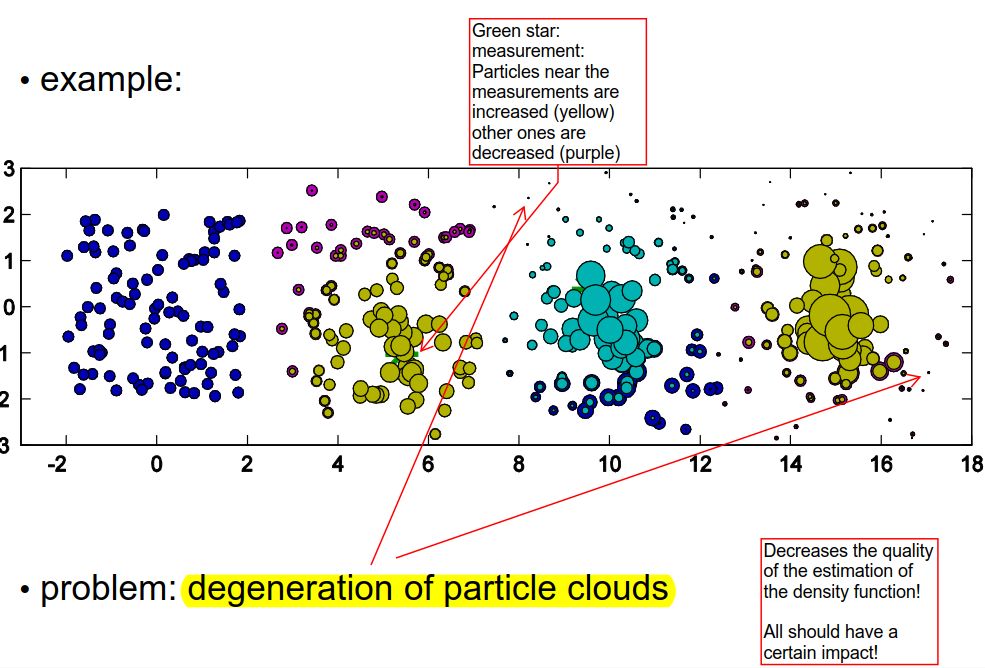 Green star:
measurement:
Particles near the
measurements are
increased (yellow)
other ones are
decreased (purple)
• example:
3
2
1
0
1
2
3
-2
0
2
4
6
8
10
12
14
16
18
• problem: degeneration of particle clouds
Decreases the quality
of the estimation of
the density function!
All should have a
certain impact!